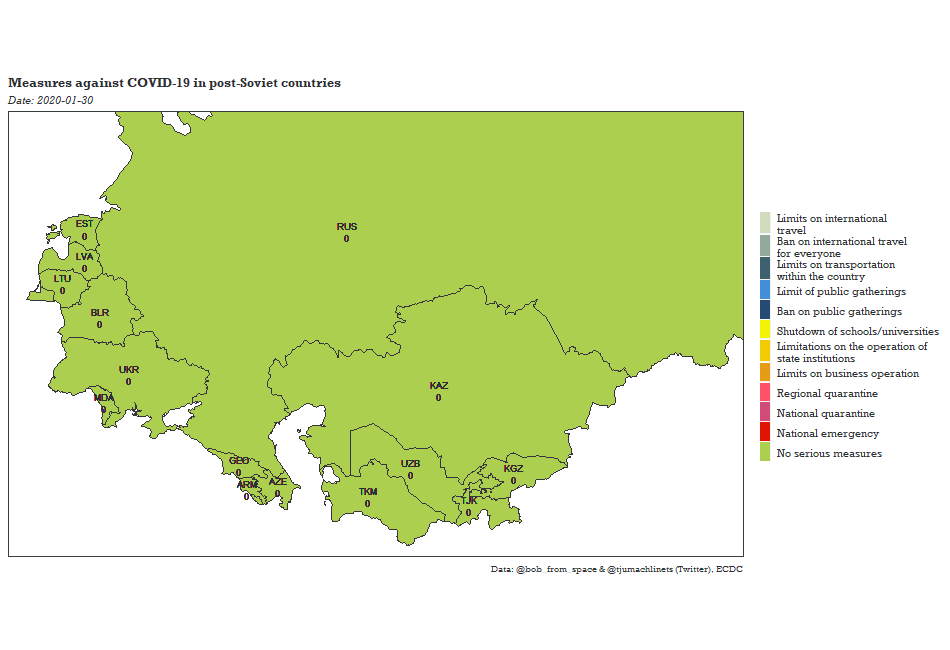 Measures against COVID-19 in post-Soviet countries
Date: 2020-01-30
EST
0
LVA
0
LTU
0
BLR
0
UKR
0
MDA
0
RUS
0
KAZ
0
GEO
0
ARM
0
AZE
0
UZB
0
TKM
0
KGZ
0
TJK
0
Limits on international
travel
Ban on international travel
for everyone
Limits on transportation
within the country
Limit of public gatherings
Ban on public gatherings
Shutdown of schools/universities
Limitations on the operation of
state institutions
Limits on business operation
Regional quarantine
National quarantine
National emergency
No serious measures
Data: @bob_from_space & @tjumachlinets (Twitter), ECDC